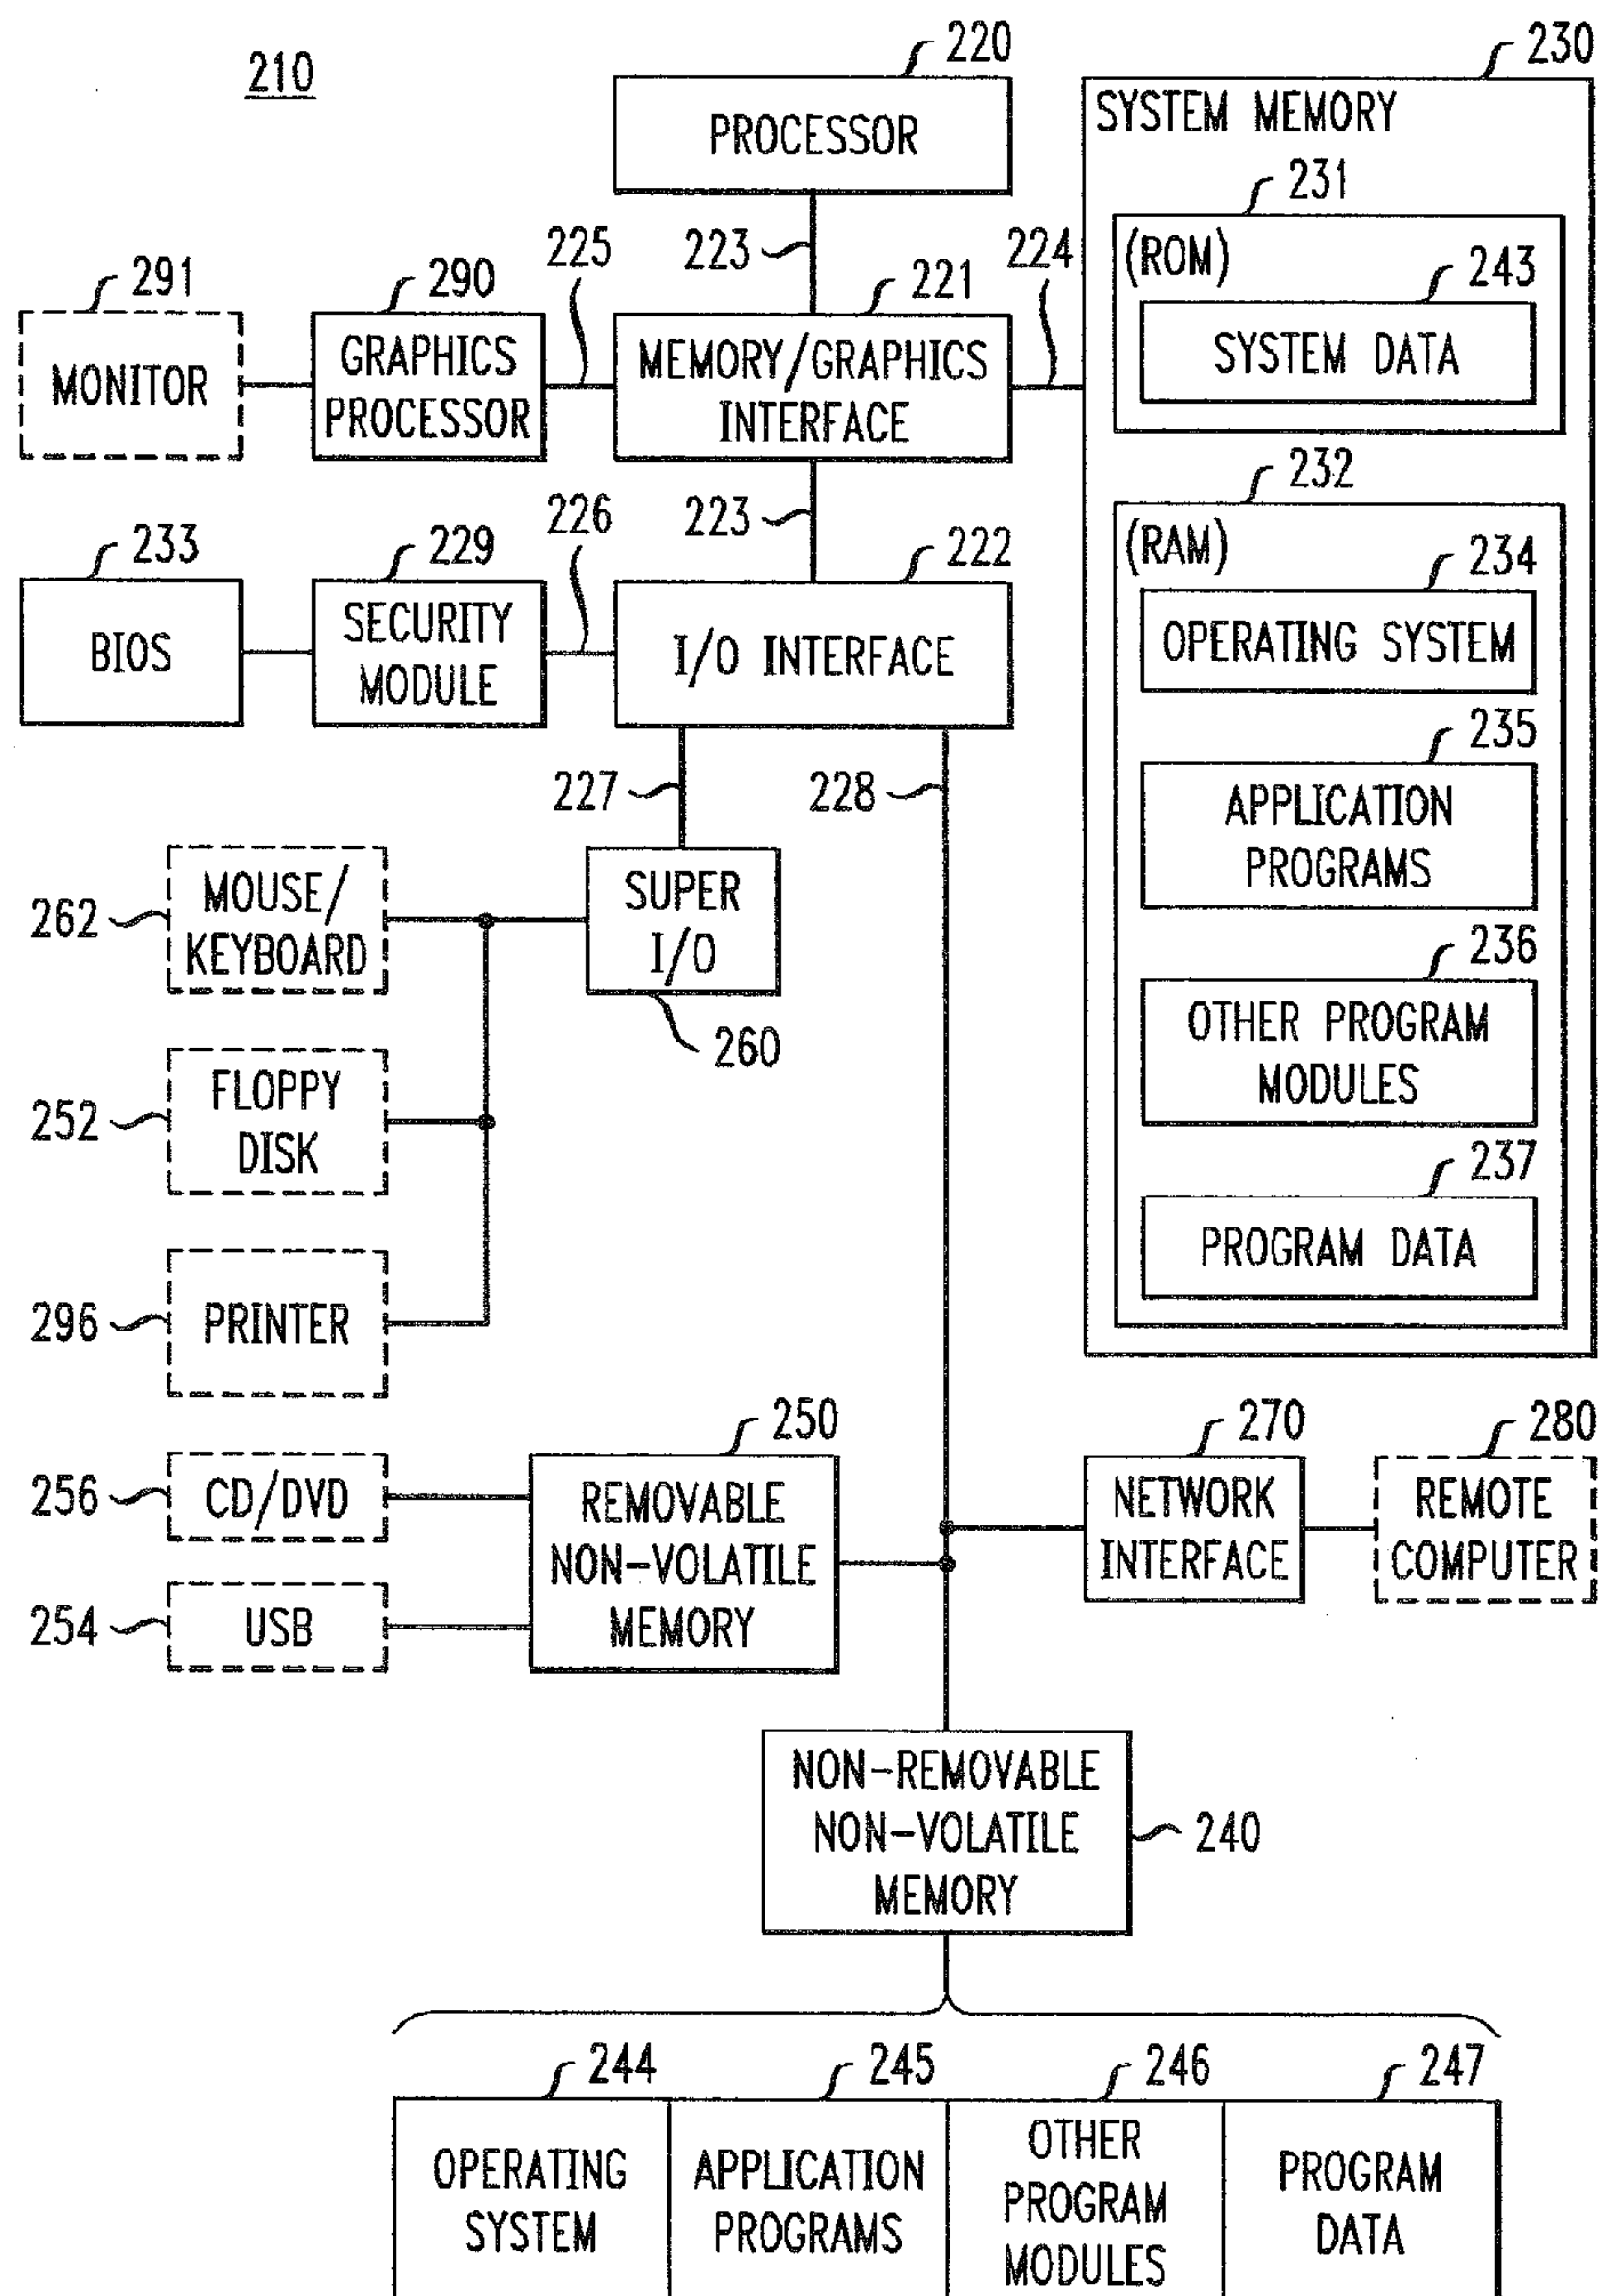 210
220
PROCESSOR
230
SYSTEM MEMORY
231
(ROM)
243
SYSTEM DATA
223
225
224
291
MONITOR
290
GRAPHICS
PROCESSOR
221
MEMORY/GRAPHICS
INTERFACE
232
(RAM)
234
OPERATING SYSTEM
235
APPLICATION
PROGRAMS
236
OTHER PROGRAM
MODULES
237
PROGRAM DATA
223
226
233
BIOS
229
SECURITY
MODULE
222
I/O INTERFACE
227
228
262
MOUSE/
KEYBOARD
SUPER
I/O
260
252
FLOPPY
DISK
296
PRINTER
256
CD/DVD
254
USB
250
REMOVABLE
NON-VOLATILE
MEMORY
270
NETWORK
INTERFACE
280
REMOTE
COMPUTER
NON-REMOVABLE
NON-VOLATILE
MEMORY
240
244
OPERATING
SYSTEM
245
APPLICATION
PROGRAMS
246
OTHER
PROGRAM
MODULES
247
PROGRAM
DATA